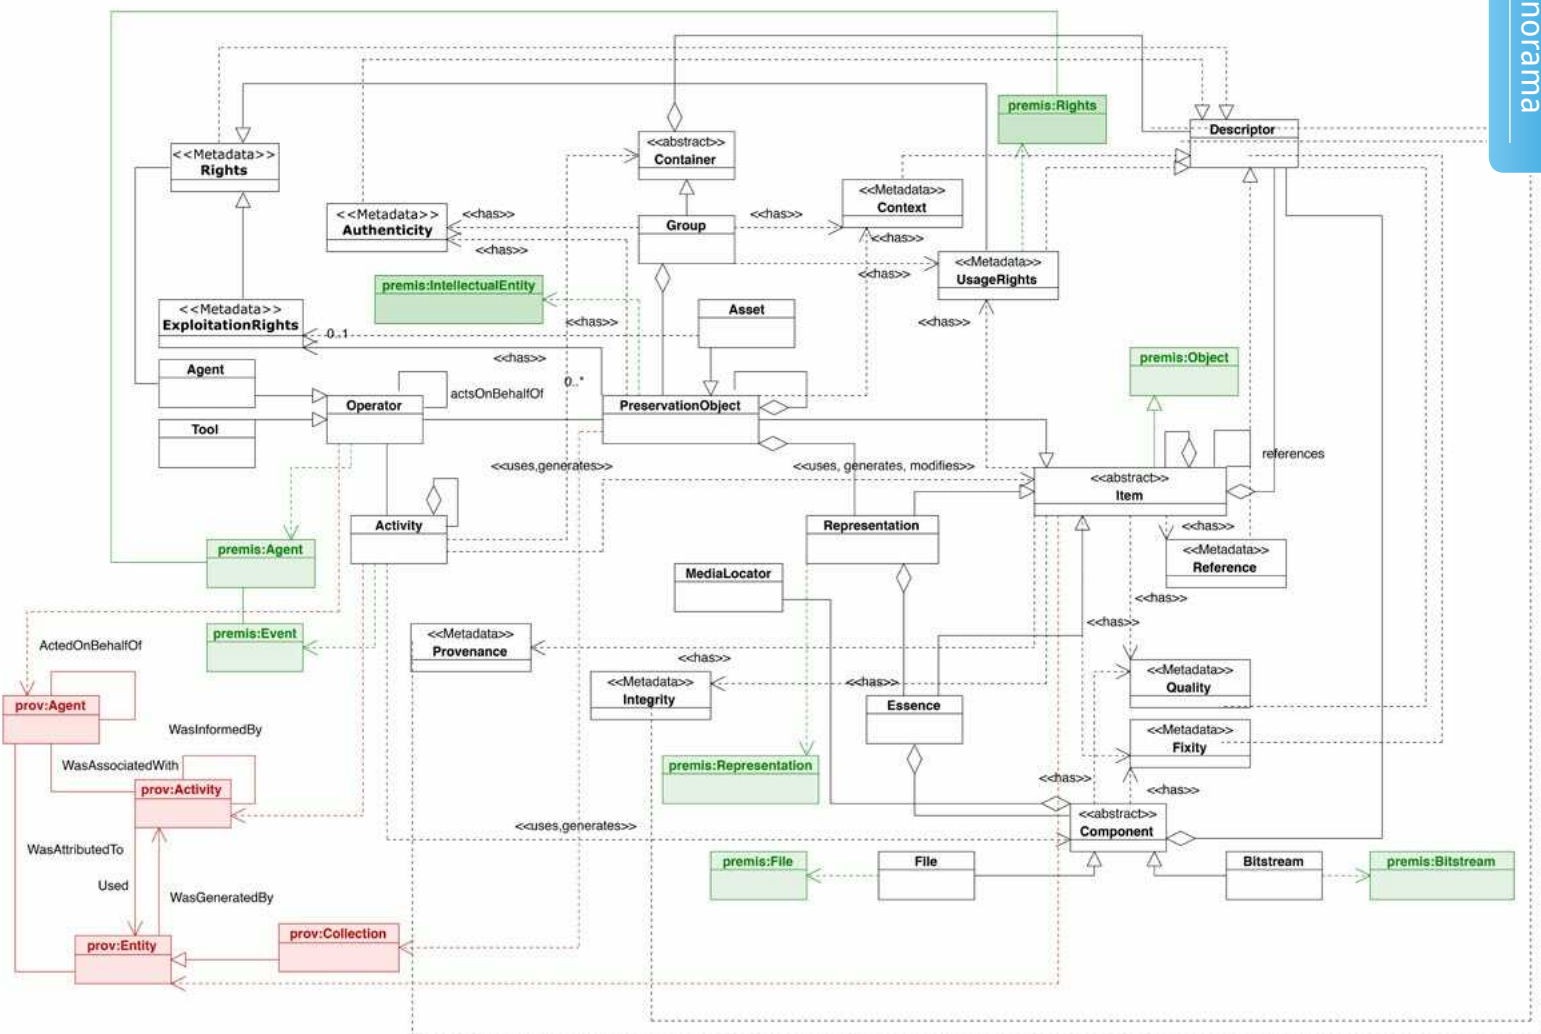 norama
premis:Rights
Descriptor
<<Metadata>>
Rights
<<abstract>>
Container
<<Metadata>>
Context
<<Metadata>>
Authenticity
<<has>>
<<has>>
Group
<<has>>
<<has>>
<<has>>
<<Metadata>>
UsageRights
premis:IntellectualEntity
<<Metadata>>
ExploitationRights
0..1
<<has>>
Asset
<<has>>
<<has>>
0..*
premis:Object
Agent
Operator
actsOnBehalfOf
PreservationObject
Tool
<<uses,generates>>
<<uses, generates, modifies>>
references
<<abstract>>
Item
Activity
Representation
<<has>>
<<Metadata>>
Reference
premis:Agent
MediaLocator
<<has>>
premis:Event
<<Metadata>>
Provenance
<<has>>
ActedOnBehalfOf
<<has>>
<<Metadata>>
Integrity
<<has>>
<<Metadata>>
Quality
prov:Agent
Essence
WasInformedBy
<<Metadata>>
Fixity
WasAssociatedWith
premis:Representation
<<has>>
<<has>>
prov:Activity
<<uses,generates>>
<<abstract>>
Component
WasAttributedTo
premis:File
File
Bitstream
premis:Bitstream
Used
WasGeneratedBy
prov:Collection
prov:Entity